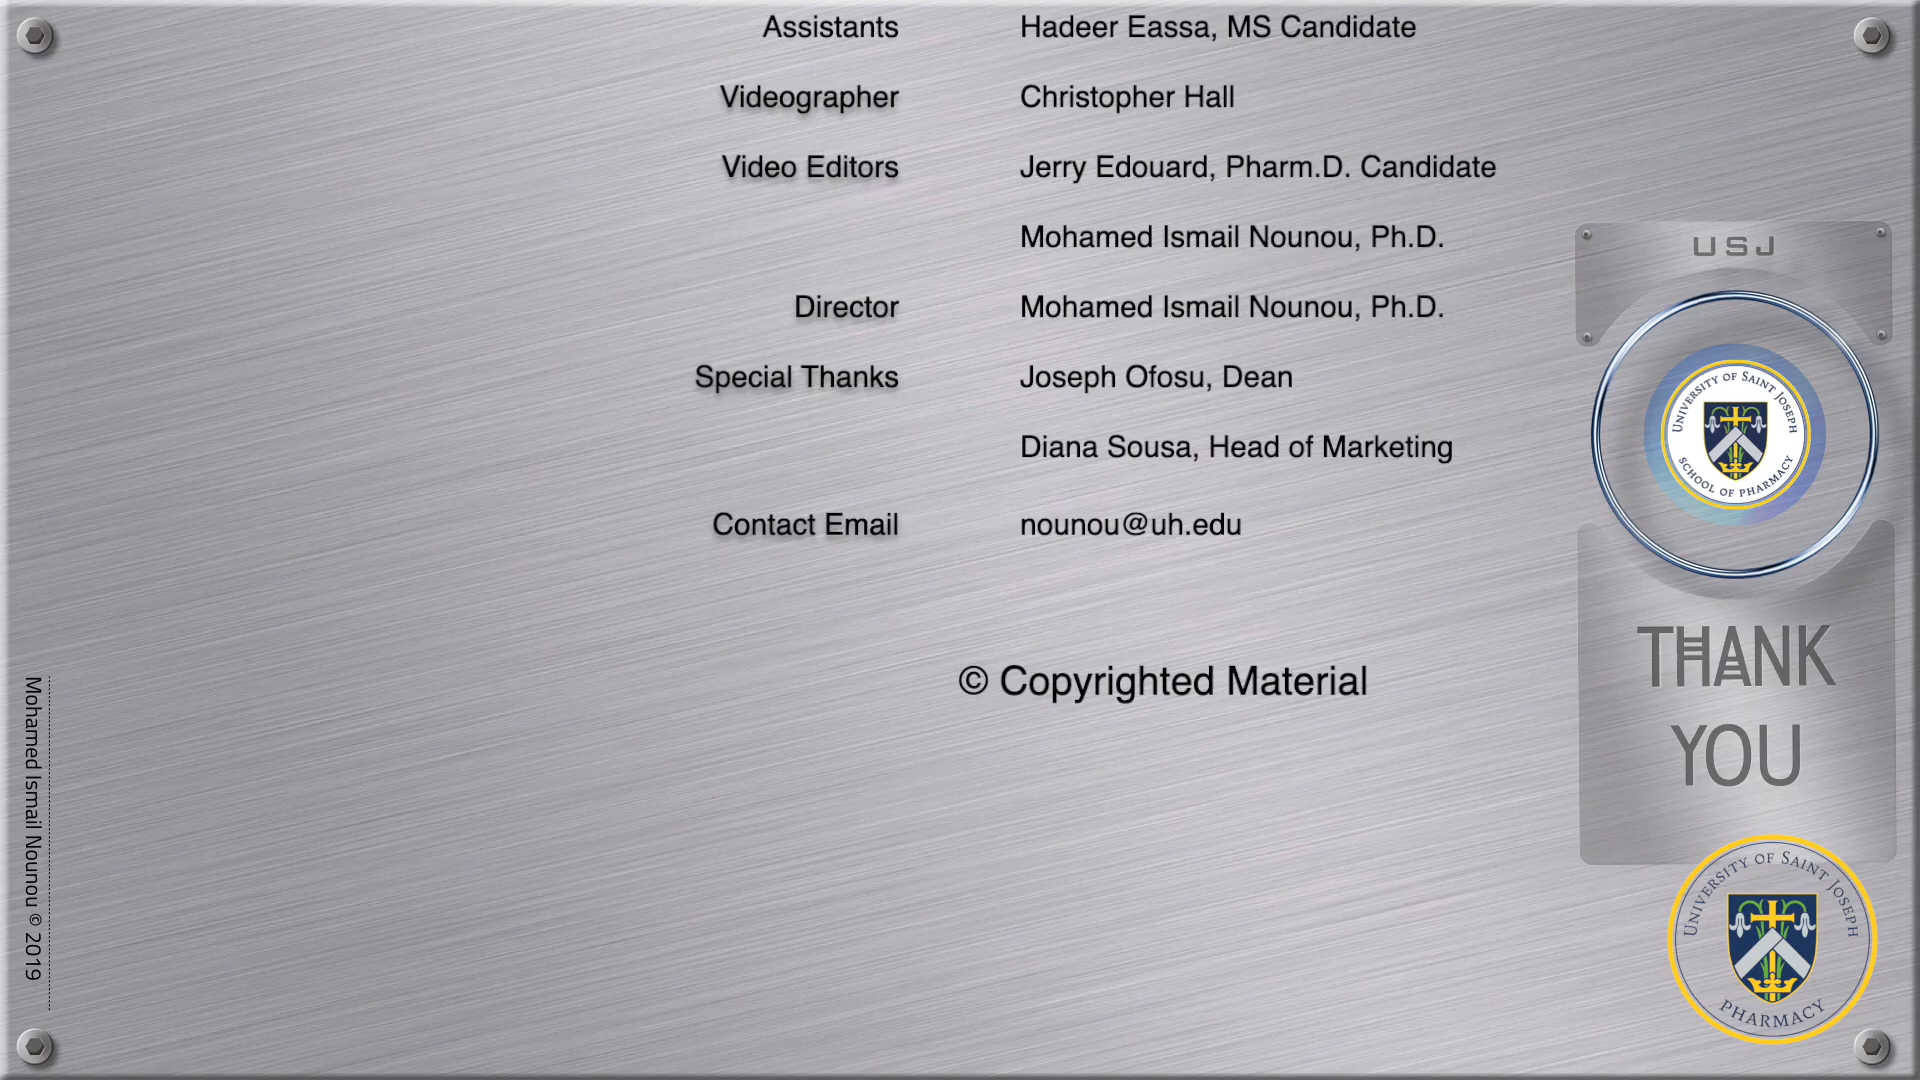 Assistants Hadeer Eassa, MS Candidate
Videographer Christopher Hall
Video Editors Jerry Edouard, Pharm.D. Candidate
Mohamed Ismail Nounou, Ph.D.
Director Mohamed Ismail Nounou, Ph.D.
Special Thanks Joseph Ofosu, Dean
Diana Sousa, Head of Marketing
Contact Email nounou@uh.edu
© Copyrighted Material
Mohamed Ismail Nounou © 2019
USJ
UNIVERSITY OF SAINT JOSEPH
SCHOOL OF PHARMACY
THANK
YOU
UNIVERSITY OF SAINT JOSEPH
PHARMACY